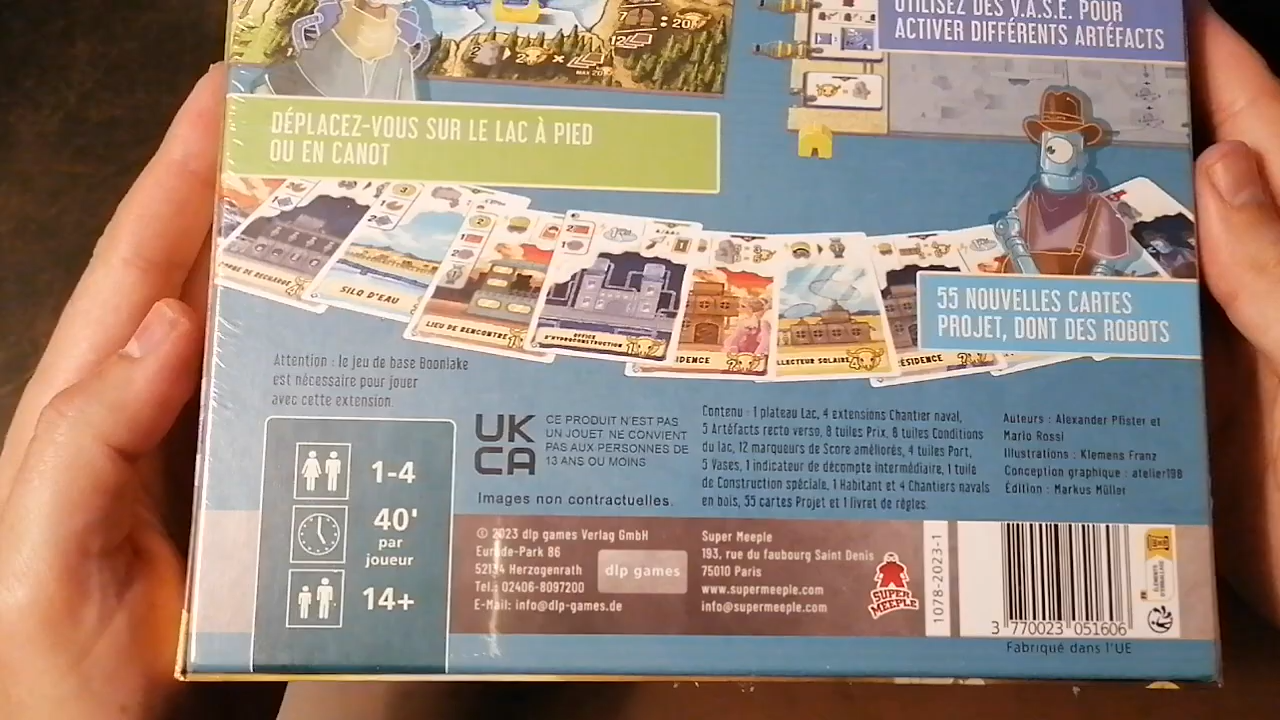 UTILISEZ DES V.A.S.E. POUR
ACTIVER DIFFÉRENTS ARTÉFACTS
DÉPLACEZ-VOUS SUR LE LAC À PIED
OU EN CANOT
SILO D'EAU
LIEU DE RENCONTRE
OFFICE
D'HYDROCONSTRUCTION
IDENCE
LLECTEUR SOLAIRE
ÉSIDENCE
55 NOUVELLES CARTES
PROJET, DONT DES ROBOTS
Attention : le jeu de base Boonlake
est nécessaire pour jouer
avec cette extension.
1-4
40'
par
joueur
14+
UK
CA
CE PRODUIT N'EST PAS
UN JOUET. NE CONVIENT
PAS AUX PERSONNES DE
13 ANS OU MOINS
Images non contractuelles.
Contenu : 1 plateau Lac, 4 extensions Chantier naval,
5 Artéfacts recto verso, 8 tuiles Prix, 8 tuiles Conditions
du lac, 12 marqueurs de Score améliorés, 4 tuiles Port,
5 Vases, 1 indicateur de décompte intermédiaire, 1 tuile
de Construction spéciale, 1 Habitant et 4 Chantiers navals
en bois, 55 cartes Projet et 1 livret de règles.
Auteurs : Alexander Pfister et
Mario Rossi
Illustrations : Klemens Franz
Conception graphique : atelier198
Édition : Markus Müller
© 2023 dlp games Verlag GmbH
Eurode-Park 86
52134 Herzogenrath
Tel.: 02406-8097200
E-Mail: info@dlp-games.de
dlp games
Super Meeple
193, rue du faubourg Saint Denis
75010 Paris
www.supermeeple.com
info@supermeeple.com
SUPER
MEEPLE
1078-2023-1
3 770023 051606
Fabriqué dans l'UE